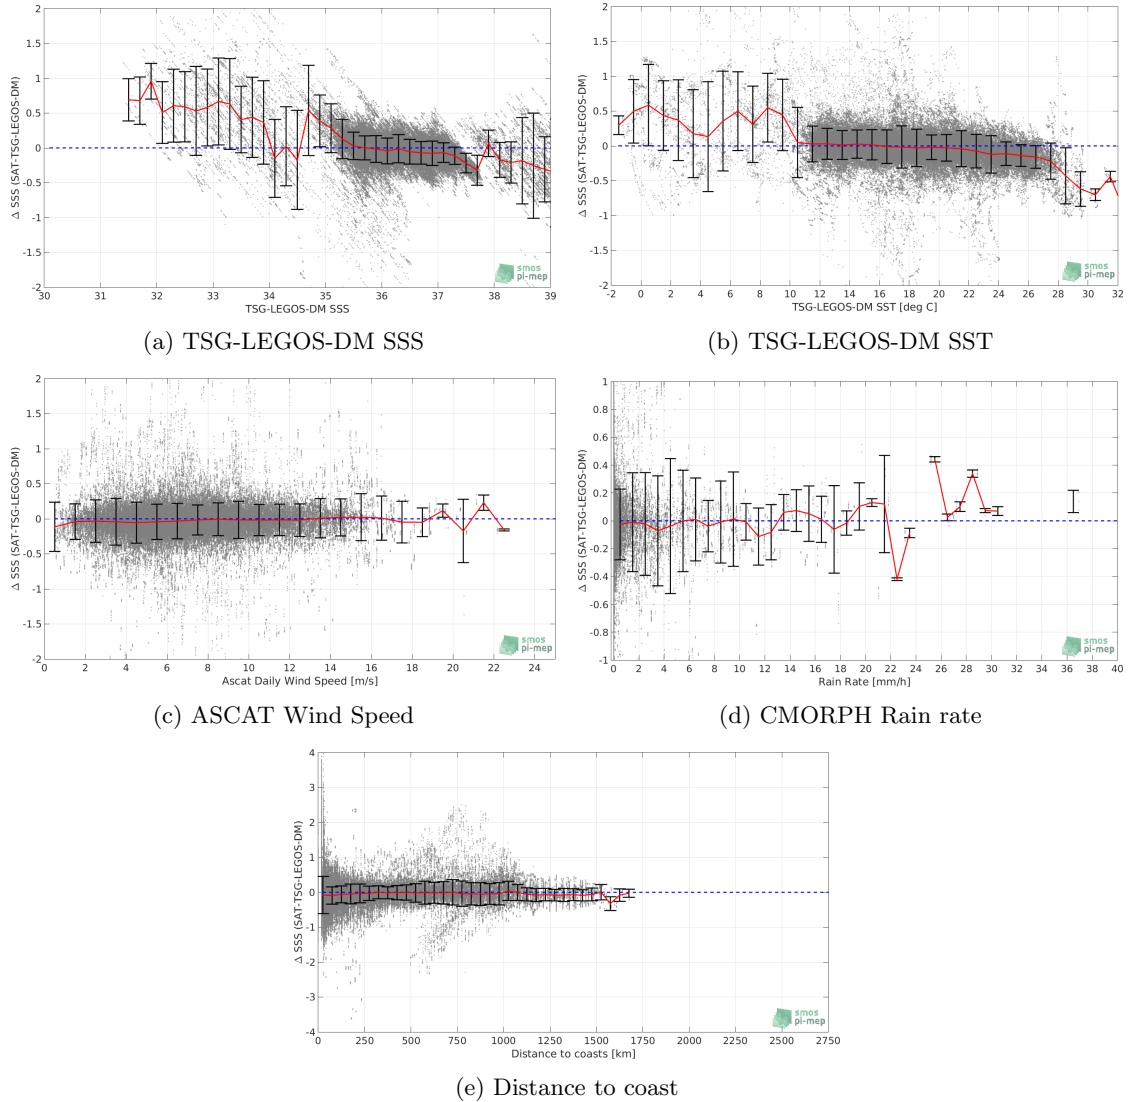 2
1.5
1
0.5
0
-0.5
-1
-1.5
-2
Δ SSS (SAT-TSG-LEGOS-DM)
30 31 32 33 34 35 36 37 38 39
TSG-LEGOS-DM SSS
smos
pi-mep
(a) TSG-LEGOS-DM SSS
2
1.5
1
0.5
0
-0.5
-1
-1.5
-2
Δ SSS (SAT-TSG-LEGOS-DM)
-2 0 2 4 6 8 10 12 14 16 18 20 22 24 26 28 30 32
TSG-LEGOS-DM SST [deg C]
smos
pi-mep
(b) TSG-LEGOS-DM SST
2
1.5
1
0.5
0
-0.5
-1
-1.5
-2
Δ SSS (SAT-TSG-LEGOS-DM)
0 2 4 6 8 10 12 14 16 18 20 22 24
Ascat Daily Wind Speed [m/s]
smos
pi-mep
(c) ASCAT Wind Speed
1
0.8
0.6
0.4
0.2
0
-0.2
-0.4
-0.6
-0.8
-1
Δ SSS (SAT-TSG-LEGOS-DM)
0 2 4 6 8 10 12 14 16 18 20 22 24 26 28 30 32 34 36 38 40
Rain Rate [mm/h]
smos
pi-mep
(d) CMORPH Rain rate
4
3
2
1
0
-1
-2
-3
-4
Δ SSS (SAT-TSG-LEGOS-DM)
0 250 500 750 1000 1250 1500 1750 2000 2250 2500 2750
Distance to coasts [km]
smos
pi-mep
(e) Distance to coast